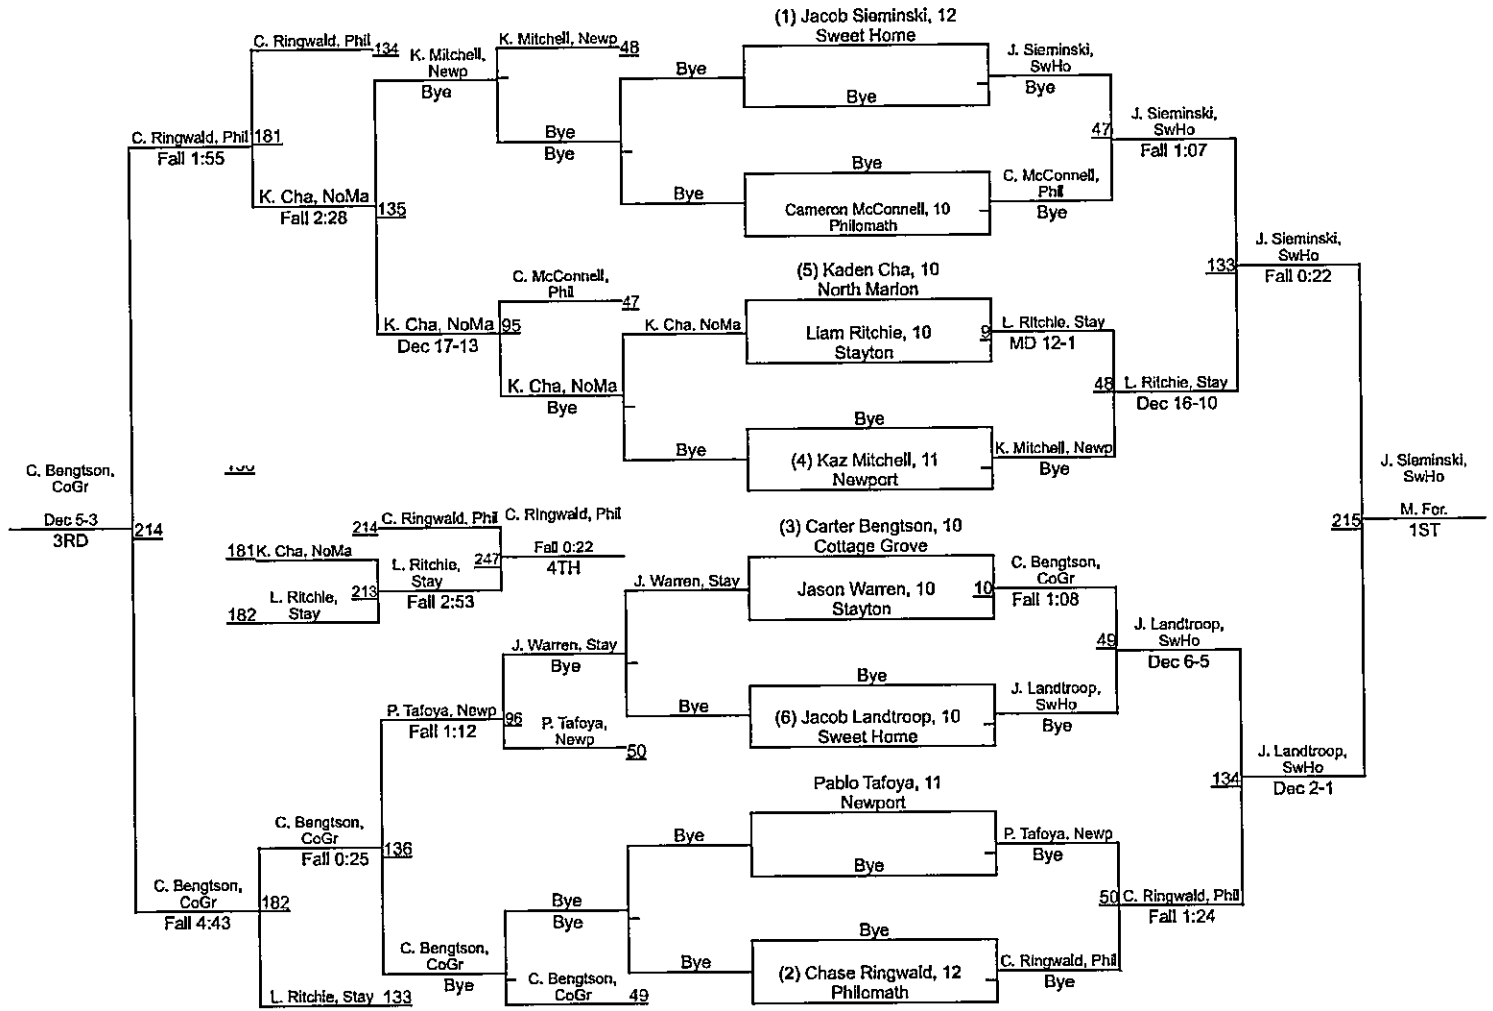 (1) Jacob Sieminski, 12
Sweet Home
C. Ringwald, Phil 134
K. Mitchell,
Newp
Bye
K. Mitchell, Newp 48
Bye
Bye
J. Sieminski,
SwHo
Bye
C. Ringwald, Phil 181
Fall 1:55
Bye
Bye
47
J. Sieminski,
SwHo
Fall 1:07
K. Cha, NoMa
Fall 2:28
135
Bye
Bye
Cameron McConnell, 10
Philomath
C. McConnell,
Phil
Bye
(5) Kaden Cha, 10
North Marion
133
J. Sieminski,
SwHo
Fall 0:22
C. McConnell,
Phil
47
K. Cha, NoMa 95
Dec 17-13
K. Cha, NoMa
Liam Ritchie, 10
Stayton
9
L. Ritchie, Stay
MD 12-1
K. Cha, NoMa
Bye
48
L. Ritchie, Stay
Dec 16-10
Bye
Bye
(4) Kaz Mitchell, 11
Newport
K. Mitchell, Newp
Bye
C. Bengtson,
CoGr
Dec 5-3
3RD
214
J. Sieminski,
SwHo
M. For.
1ST
215
214 C. Ringwald, Phil
C. Ringwald, Phil
Fall 0:22
4TH
247
181 K. Cha, NoMa
L. Ritchie,
Stay
Fall 2:53
213
182
L. Ritchie,
Stay
(3) Carter Bengtson, 10
Cottage Grove
J. Warren, Stay
Jason Warren, 10
Stayton
10
C. Bengtson,
CoGr
Fall 1:08
J. Warren, Stay
Bye
49
J. Landtroop,
SwHo
Dec 6-5
Bye
Bye
(6) Jacob Landtroop, 10
Sweet Home
J. Landtroop,
SwHo
Bye
P. Tafoya, Newp
Fall 1:12
96
P. Tafoya,
Newp
50
134
J. Landtroop,
SwHo
Dec 2-1
Pablo Tafoya, 11
Newport
C. Bengtson,
CoGr
Fall 0:25
136
Bye
Bye
P. Tafoya, Newp
Bye
C. Bengtson,
CoGr
Fall 4:43
182
Bye
Bye
50
C. Ringwald, Phil
Fall 1:24
C. Bengtson,
CoGr
Bye
Bye
Bye
(2) Chase Ringwald, 12
Philomath
C. Ringwald, Phil
Bye
C. Bengtson,
CoGr
49
L. Ritchie, Stay 133